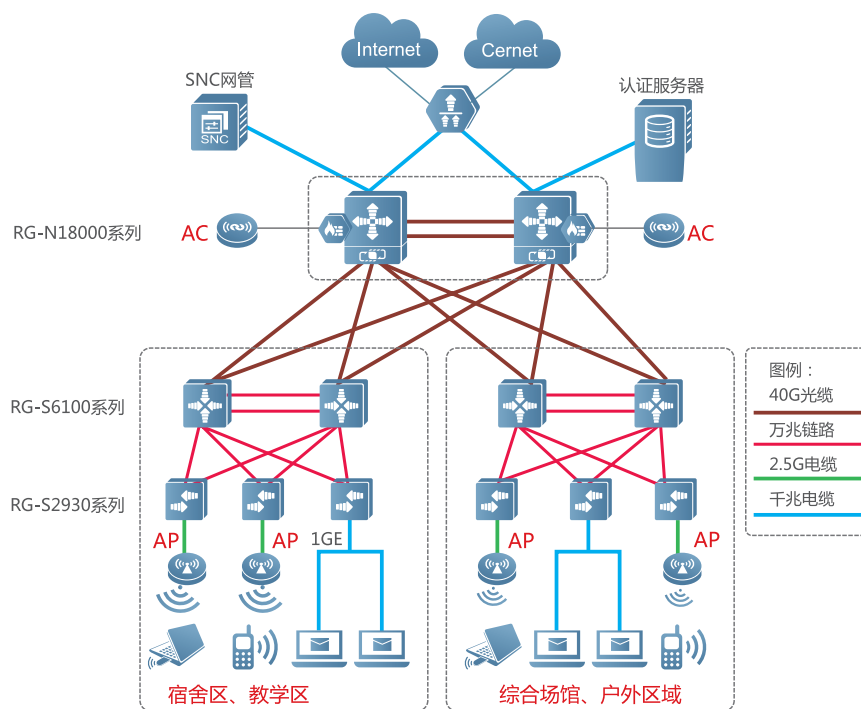 Internet
Cernet
SNC网管
认证服务器
SNC
RG-N18000系列
AC
AC
图例：
40G光缆
万兆链路
2.5G电缆
千兆电缆
RG-S6100系列
RG-S2930系列
AP
AP
1GE
AP
AP
宿舍区、教学区
综合场馆、户外区域